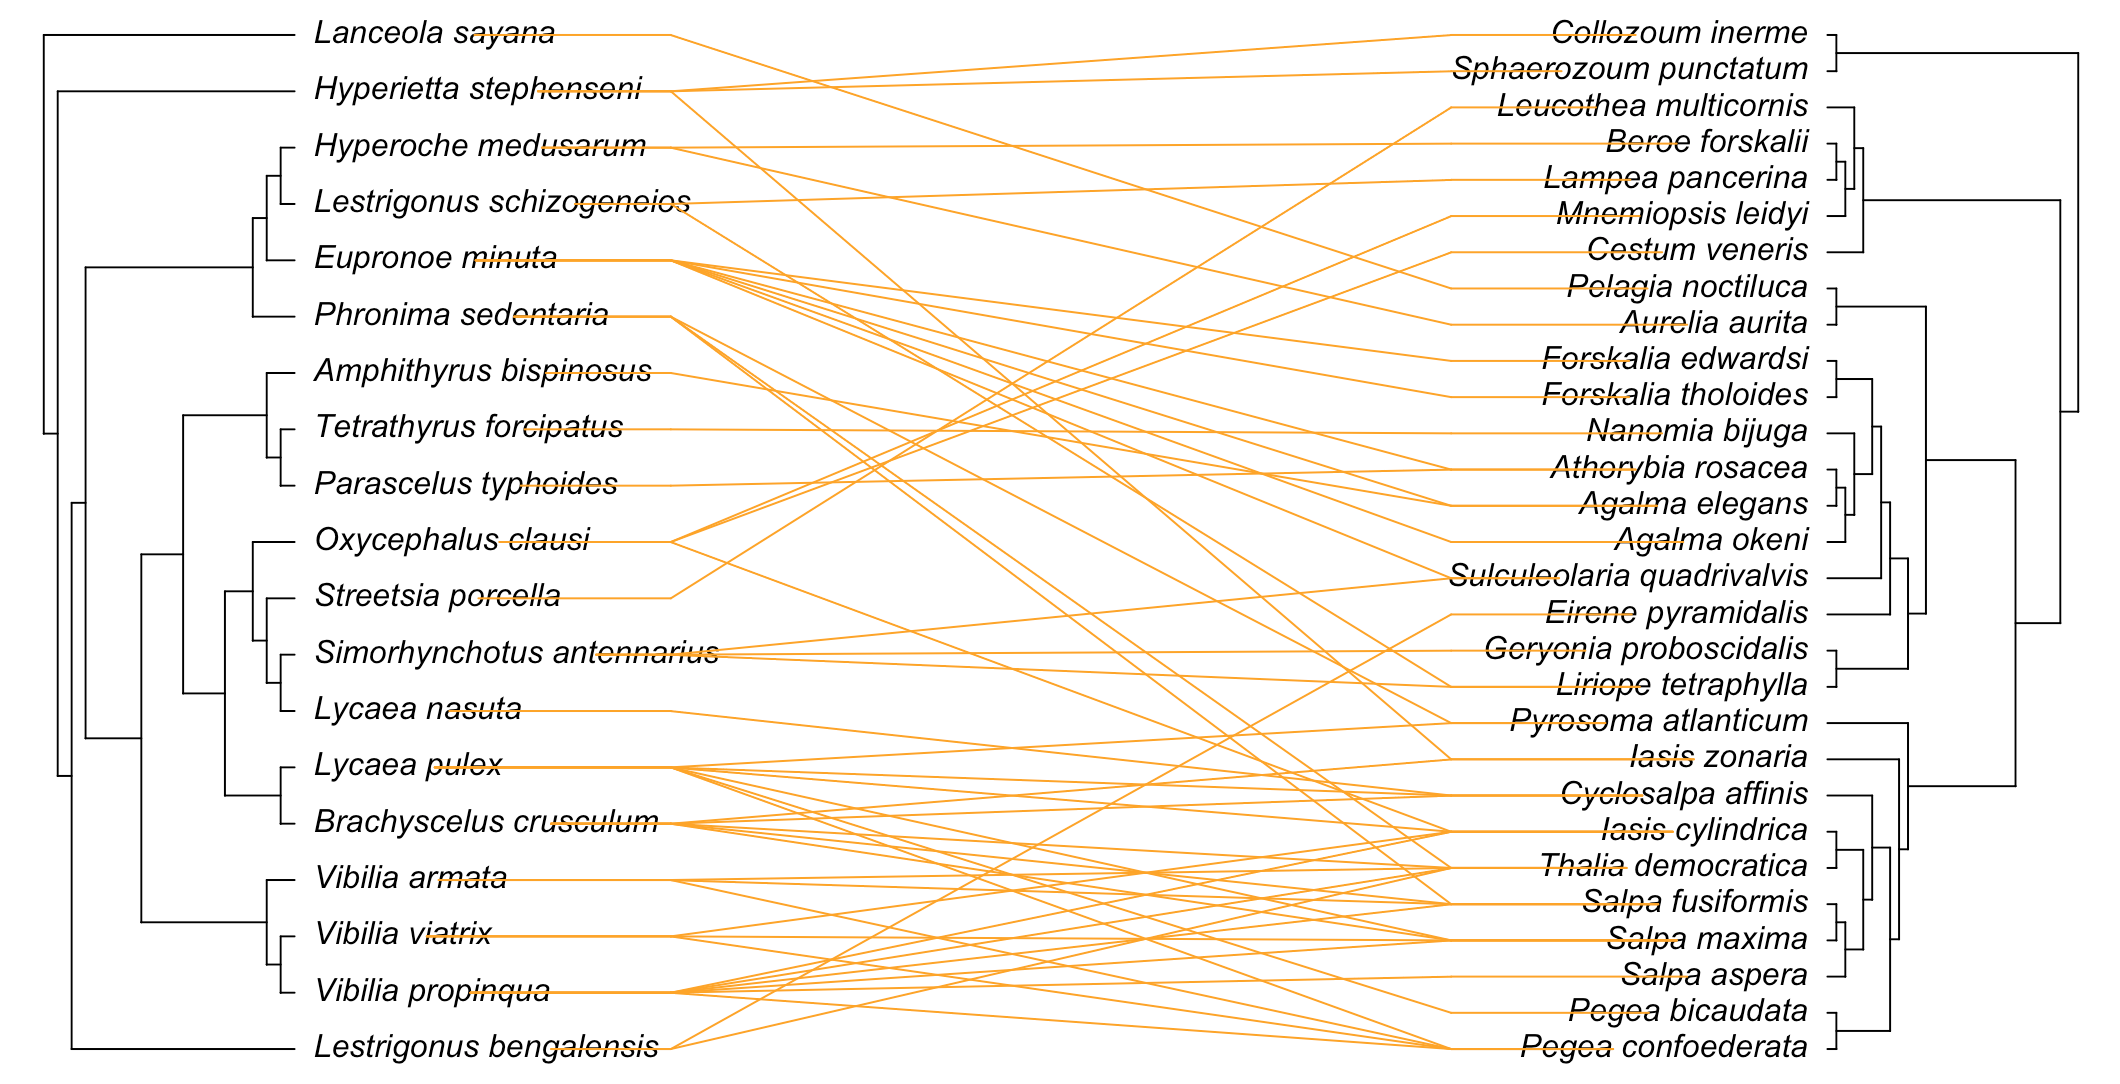 Lanceola sayana
Hyperietta stephenseni
Hyperoche medusarum
Lestrigonus schizogeneios
Eupronoe minuta
Phronima sedentaria
Amphithyrus bispinosus
Tetrathyrus forcipatus
Parascelus typhoides
Oxycephalus clausi
Streetsia porcella
Simorhynchotus antennarius
Lycaea nasuta
Lycaea pulex
Brachyscelus crusculum
Vibilia armata
Vibilia viatrix
Vibilia propinqua
Lestrigonus bengalensis
Collozoum inerme
Sphaerozoum punctatum
Leucothea multicornis
Beroe forskalii
Lampea pancerina
Mnemiopsis leidyi
Cestum veneris
Pelagia noctiluca
Aurelia aurita
Forskalia edwardsi
Forskalia tholoides
Nanomia bijuga
Athorybia rosacea
Agalma elegans
Agalma okeni
Sulculeolaria quadrivalvis
Eirene pyramidalis
Geryonia proboscidalis
Liriope tetraphylla
Pyrosoma atlanticum
Iasis zonaria
Cyclosalpa affinis
Iasis cylindrica
Thalia democratica
Salpa fusiformis
Salpa maxima
Salpa aspera
Pegea bicaudata
Pegea confoederata